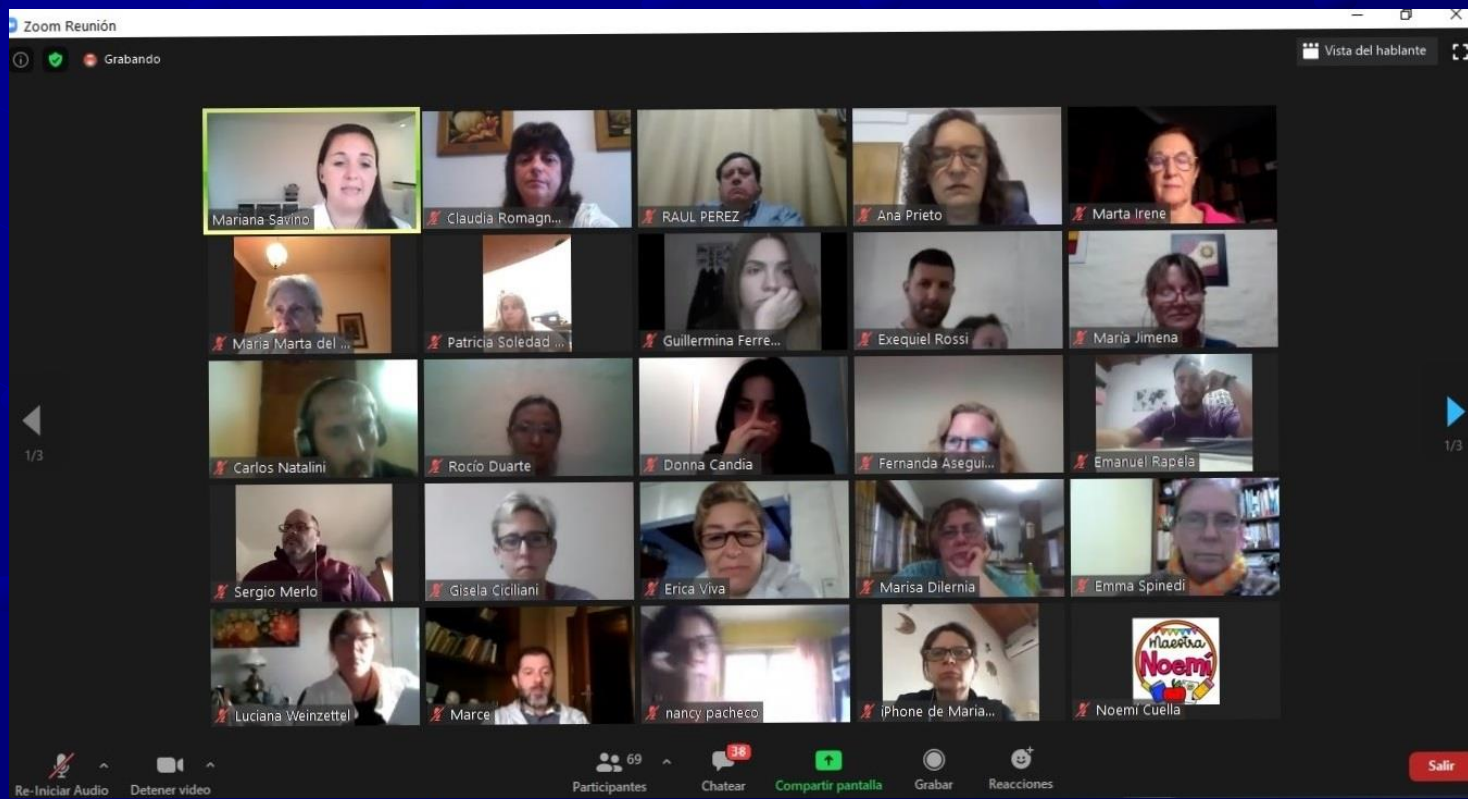 Zoom Reunión
Grabando
Vista del hablante
Mariana Savino
Claudia Romagn...
RAUL PEREZ
Ana Prieto
Marta Irene
Maria Marta del ...
Patricia Soledad ...
Guillermina Ferre...
Exequiel Rossi
María Jimena
1/3
Carlos Natalini
Rocío Duarte
Donna Candia
Fernanda Asegui...
Emanuel Rapela
1/3
Sergio Merlo
Gisela Ciciliani
Erica Viva
Marisa Dilernia
Emma Spinedi
Maestra
Noemí
Luciana Weinzettel
Marce
nancy pacheco
iPhone de Maria...
Noemi Cuella
69
38
Re-Iniciar Audio
Detener video
Participantes
Chatear
Compartir pantalla
Grabar
Reacciones
Salir